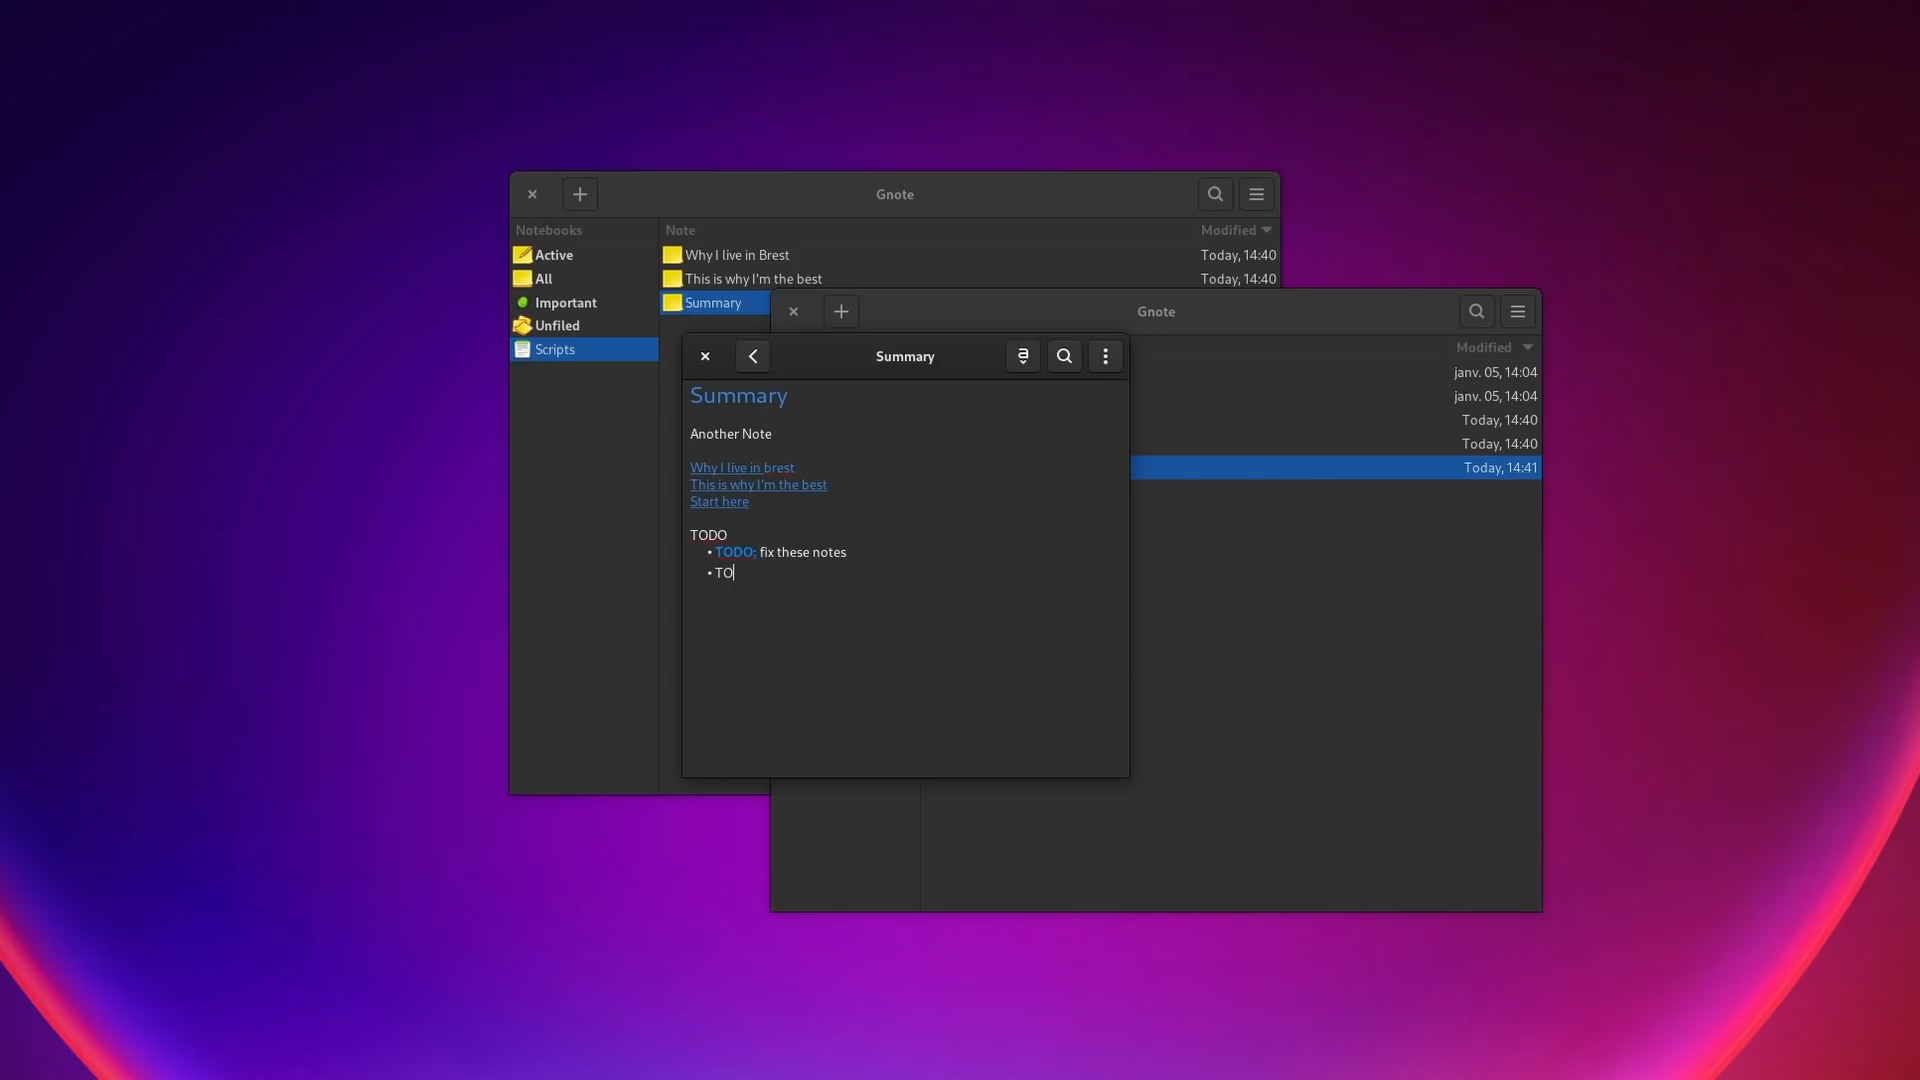 Gnote
Notebooks
Note
Modified
Active
Why I live in Brest
Today, 14:40
All
This is why I'm the best
Today, 14:40
Important
Summary
Unfiled
Scripts
Gnote
Modified
janv. 05, 14:04
janv. 05, 14:04
Today, 14:40
Today, 14:40
Today, 14:41
Summary
Summary
Another Note
Why I live in brest
This is why I'm the best
Start here
TODO
• TODO: fix these notes
• TO